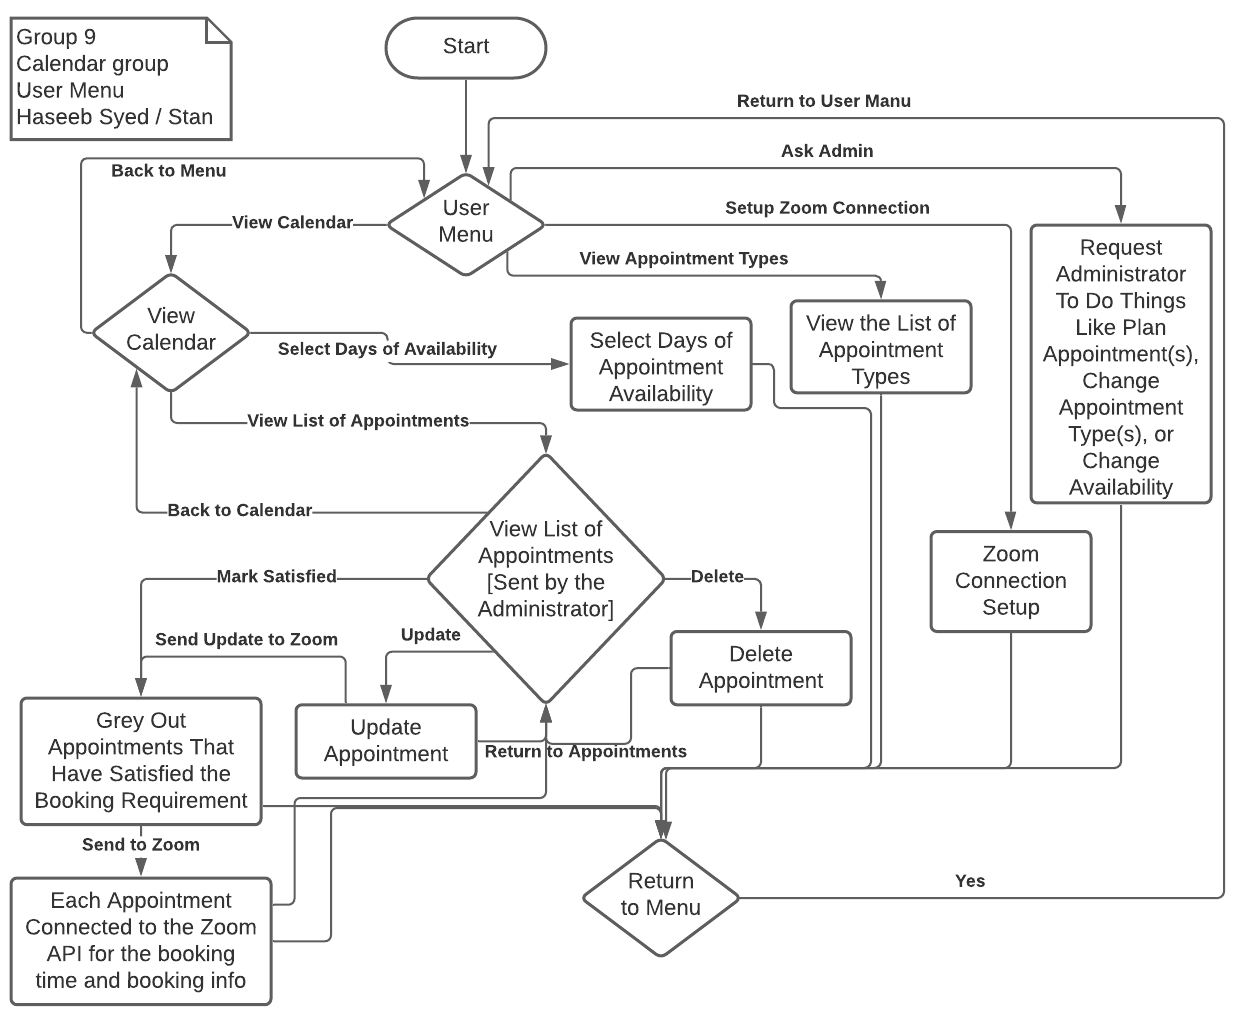 Group 9
Calendar group
User Menu
Haseeb Syed / Stan
Start
Return to User Manu
Ask Admin
Back to Menu
User
Menu
View Calendar
Setup Zoom Connection
View Appointment Types
Request
Administrator
To Do Things
Like Plan
Appointment(s),
Change
Appointment
Type(s), or
Change
Availability
View
Calendar
Select Days of Availability
Select Days of
Appointment
Availability
View the List of
Appointment
Types
View List of Appointments
Back to Calendar
View List of
Appointments
[Sent by the
Administrator]
Zoom
Connection
Setup
Mark Satisfied
Delete
Send Update to Zoom
Update
Delete
Appointment
Grey Out
Appointments That
Have Satisfied the
Booking Requirement
Update
Appointment
Return to Appointments
Send to Zoom
Each Appointment
Connected to the Zoom
API for the booking
time and booking info
Return
to Menu
Yes